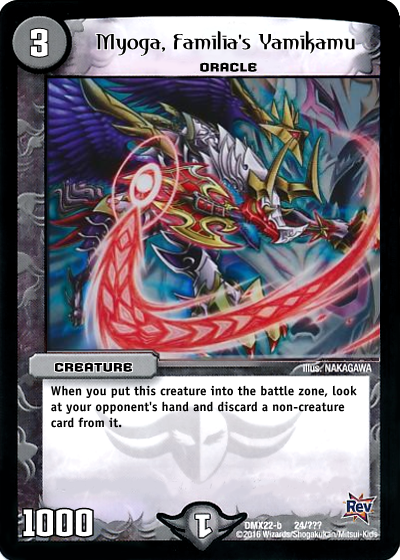 3
Myoga, Familia's Yamikamu
ORACLE
Illus. NAKAGAWA
CREATURE
When you put this creature into the battle zone, look
at your opponent's hand and discard a non-creature
card from it.
1000
1
DMX22-b 24/???
©2016 Wizards/Shogakukan/Mitsui-Kids
Rev